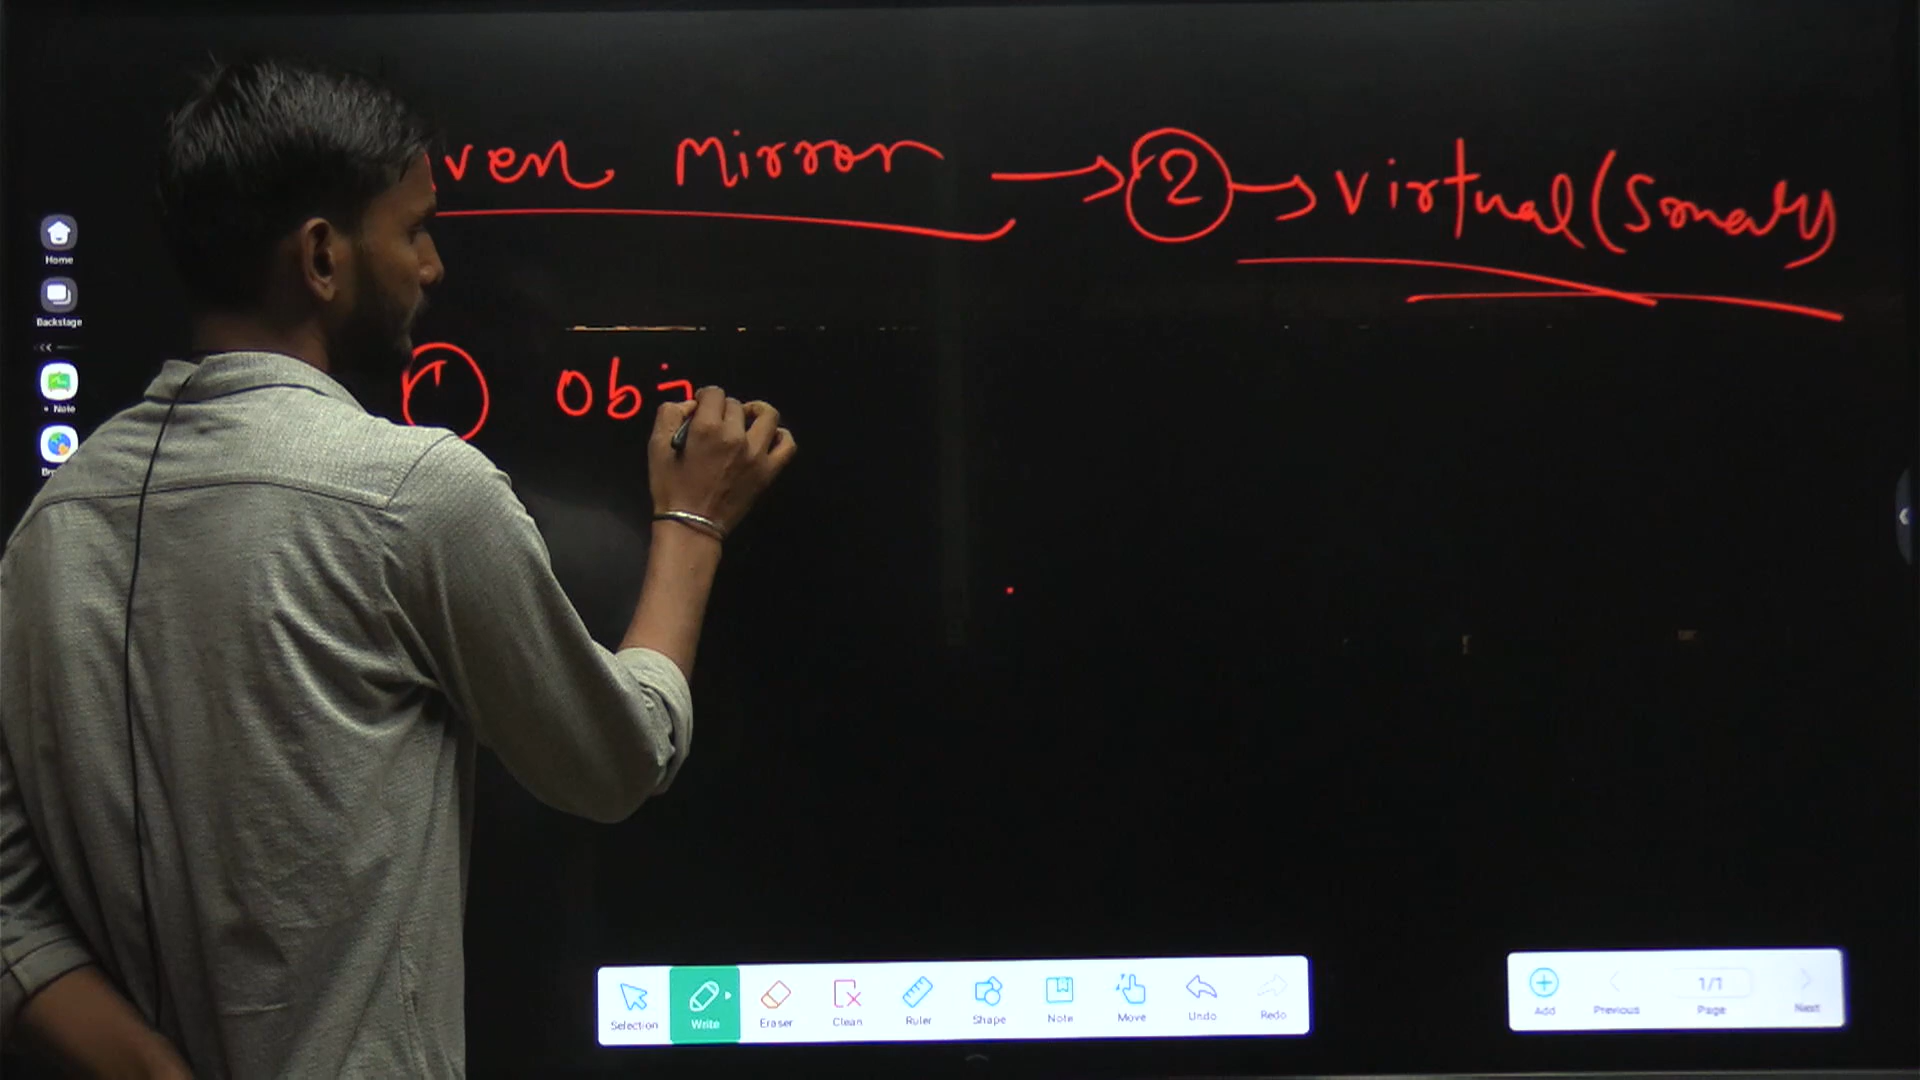 ven Mirror → 2 → Virtual (Small)
1 Obj
Home
Backstage
Note
Selection Write Eraser Clean Ruler Shape Note Move Undo Redo
Add Previous 1/1 Page Next